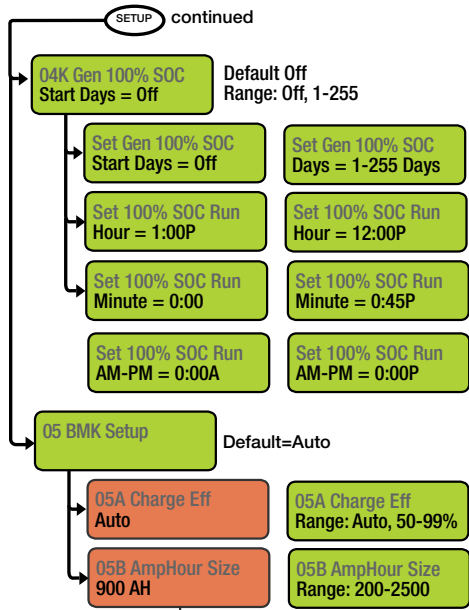 SETUP continued
04K Gen 100% SOC
Start Days = Off
Default Off
Range: Off, 1-255
Set Gen 100% SOC
Start Days = Off
Set Gen 100% SOC
Days = 1-255 Days
Set 100% SOC Run
Hour = 1:00P
Set 100% SOC Run
Hour = 12:00P
Set 100% SOC Run
Minute = 0:00
Set 100% SOC Run
Minute = 0:45P
Set 100% SOC Run
AM-PM = 0:00A
Set 100% SOC Run
AM-PM = 0:00P
05 BMK Setup
Default=Auto
05A Charge Eff
Auto
05A Charge Eff
Range: Auto, 50-99%
05B AmpHour Size
900 AH
05B AmpHour Size
Range: 200-2500